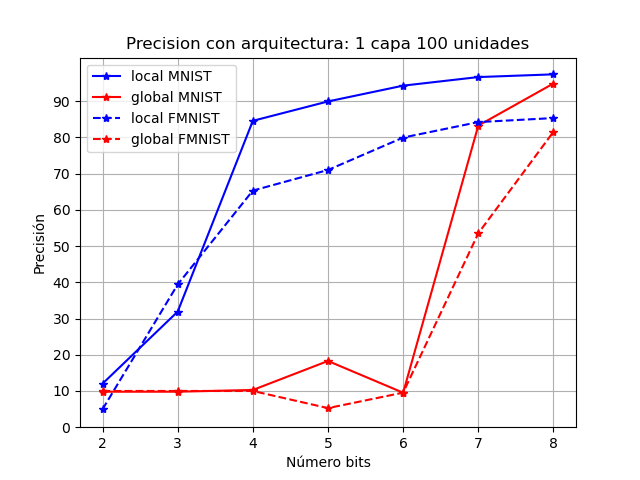 Precision con arquitectura: 1 capa 100 unidades
local MNIST
global MNIST
local FMNIST
global FMNIST
90
80
70
60
50
40
30
20
10
0
Precisión
2 3 4 5 6 7 8
Número bits